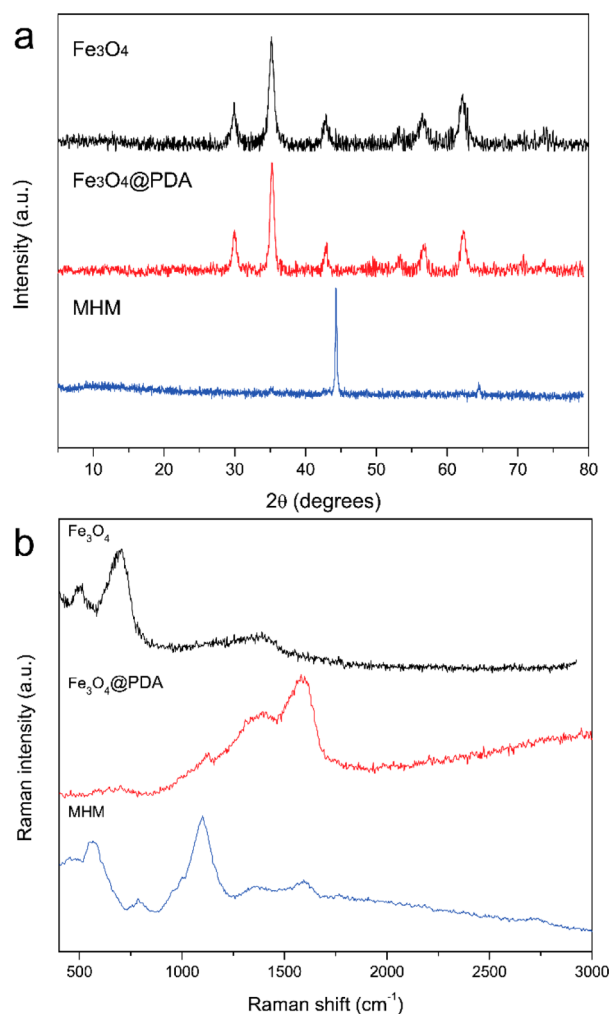 a
Fe₃O₄
Fe₃O₄@PDA
MHM
Intensity (a.u.)
10 20 30 40 50 60 70 80
2θ (degrees)
b
Fe₃O₄
Fe₃O₄@PDA
MHM
Raman intensity (a.u.)
500 1000 1500 2000 2500 3000
Raman shift (cm⁻¹)